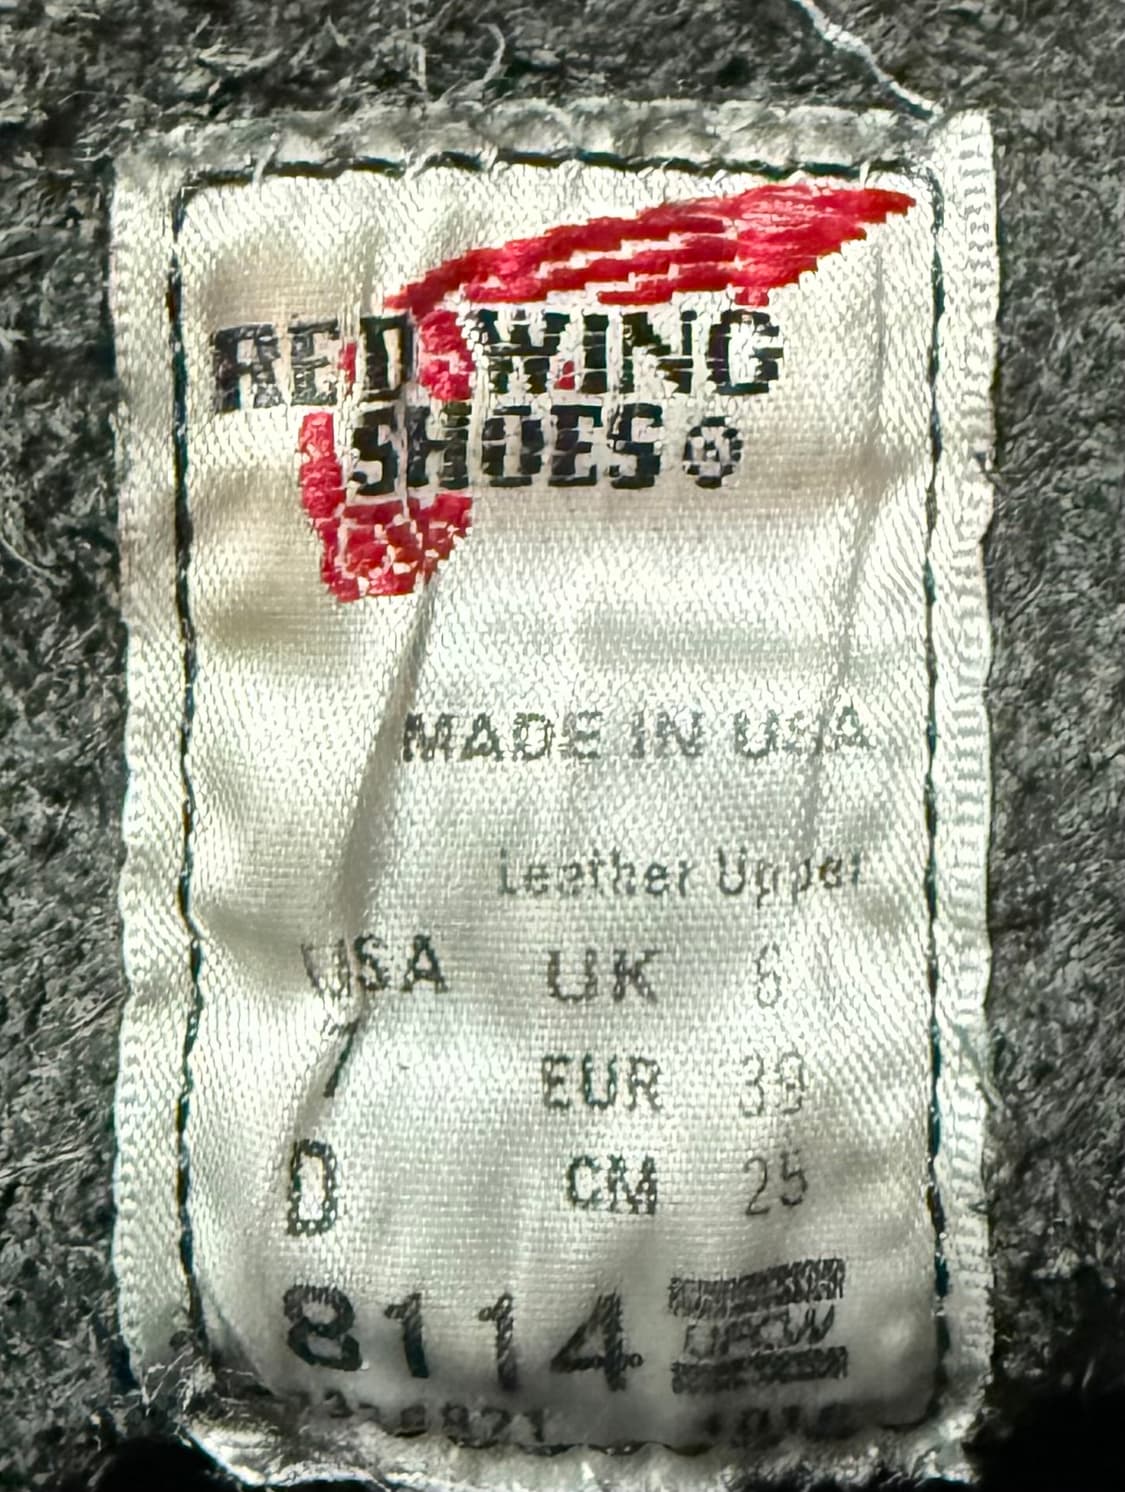 RED WING
SHOES®
MADE IN USA
Leather Upper
USA UK 6
7 EUR 39
D CM 25
8114